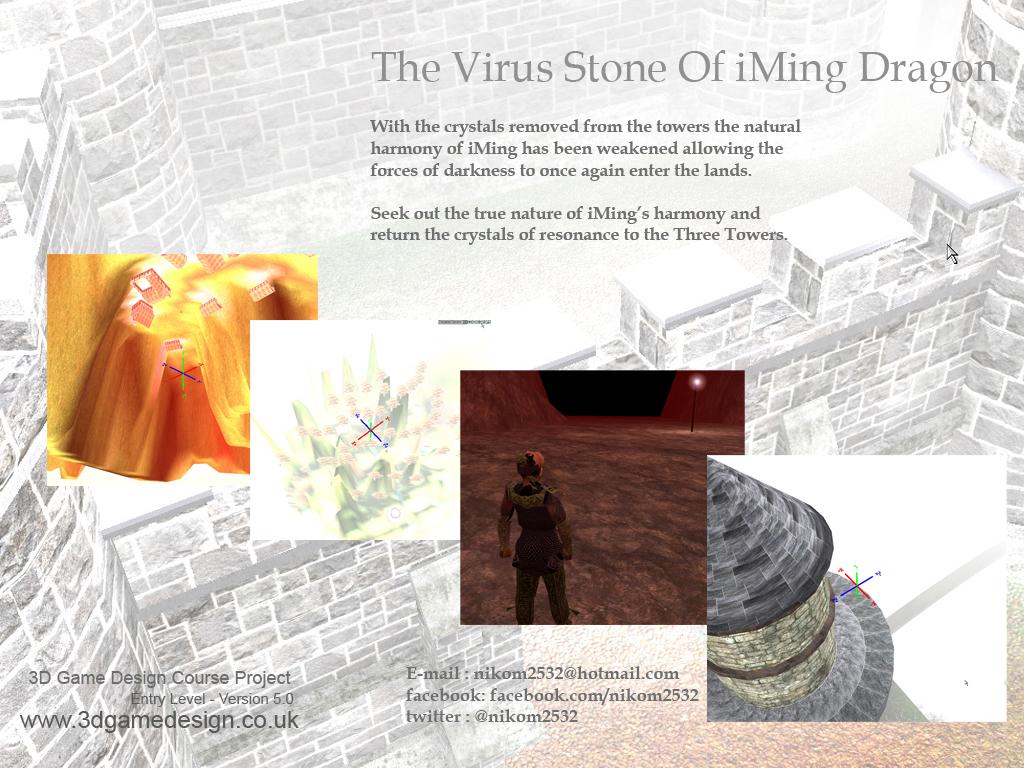 The Virus Stone Of iMing Dragon
With the crystals removed from the towers the natural
harmony of iMing has been weakened allowing the
forces of darkness to once again enter the lands.
Seek out the true nature of iMing's harmony and
return the crystals of resonance to the Three Towers.
3D Game Design Course Project
Entry Level - Version 5.0
www.3dgamedesign.co.uk
E-mail : nikom2532@hotmail.com
facebook: facebook.com/nikom2532
twitter : @nikom2532